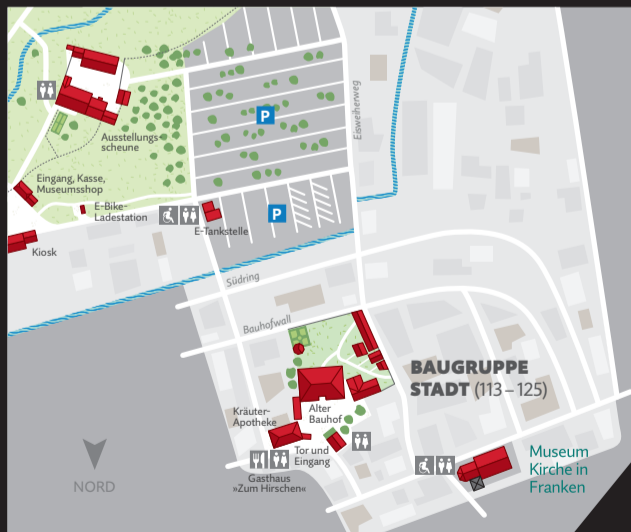 P
Eisweiherweg
Ausstellungs-
scheune
Eingang, Kasse,
Museumsshop
E-Bike-
Ladestation
P
E-Tankstelle
Kiosk
Südring
Bauhofwall
BAUGRUPPE
STADT (113–125)
Kräuter-
Apotheke
Alter
Bauhof
Tor und
Eingang
Gasthaus
»Zum Hirschen«
Museum
Kirche in
Franken
NORD